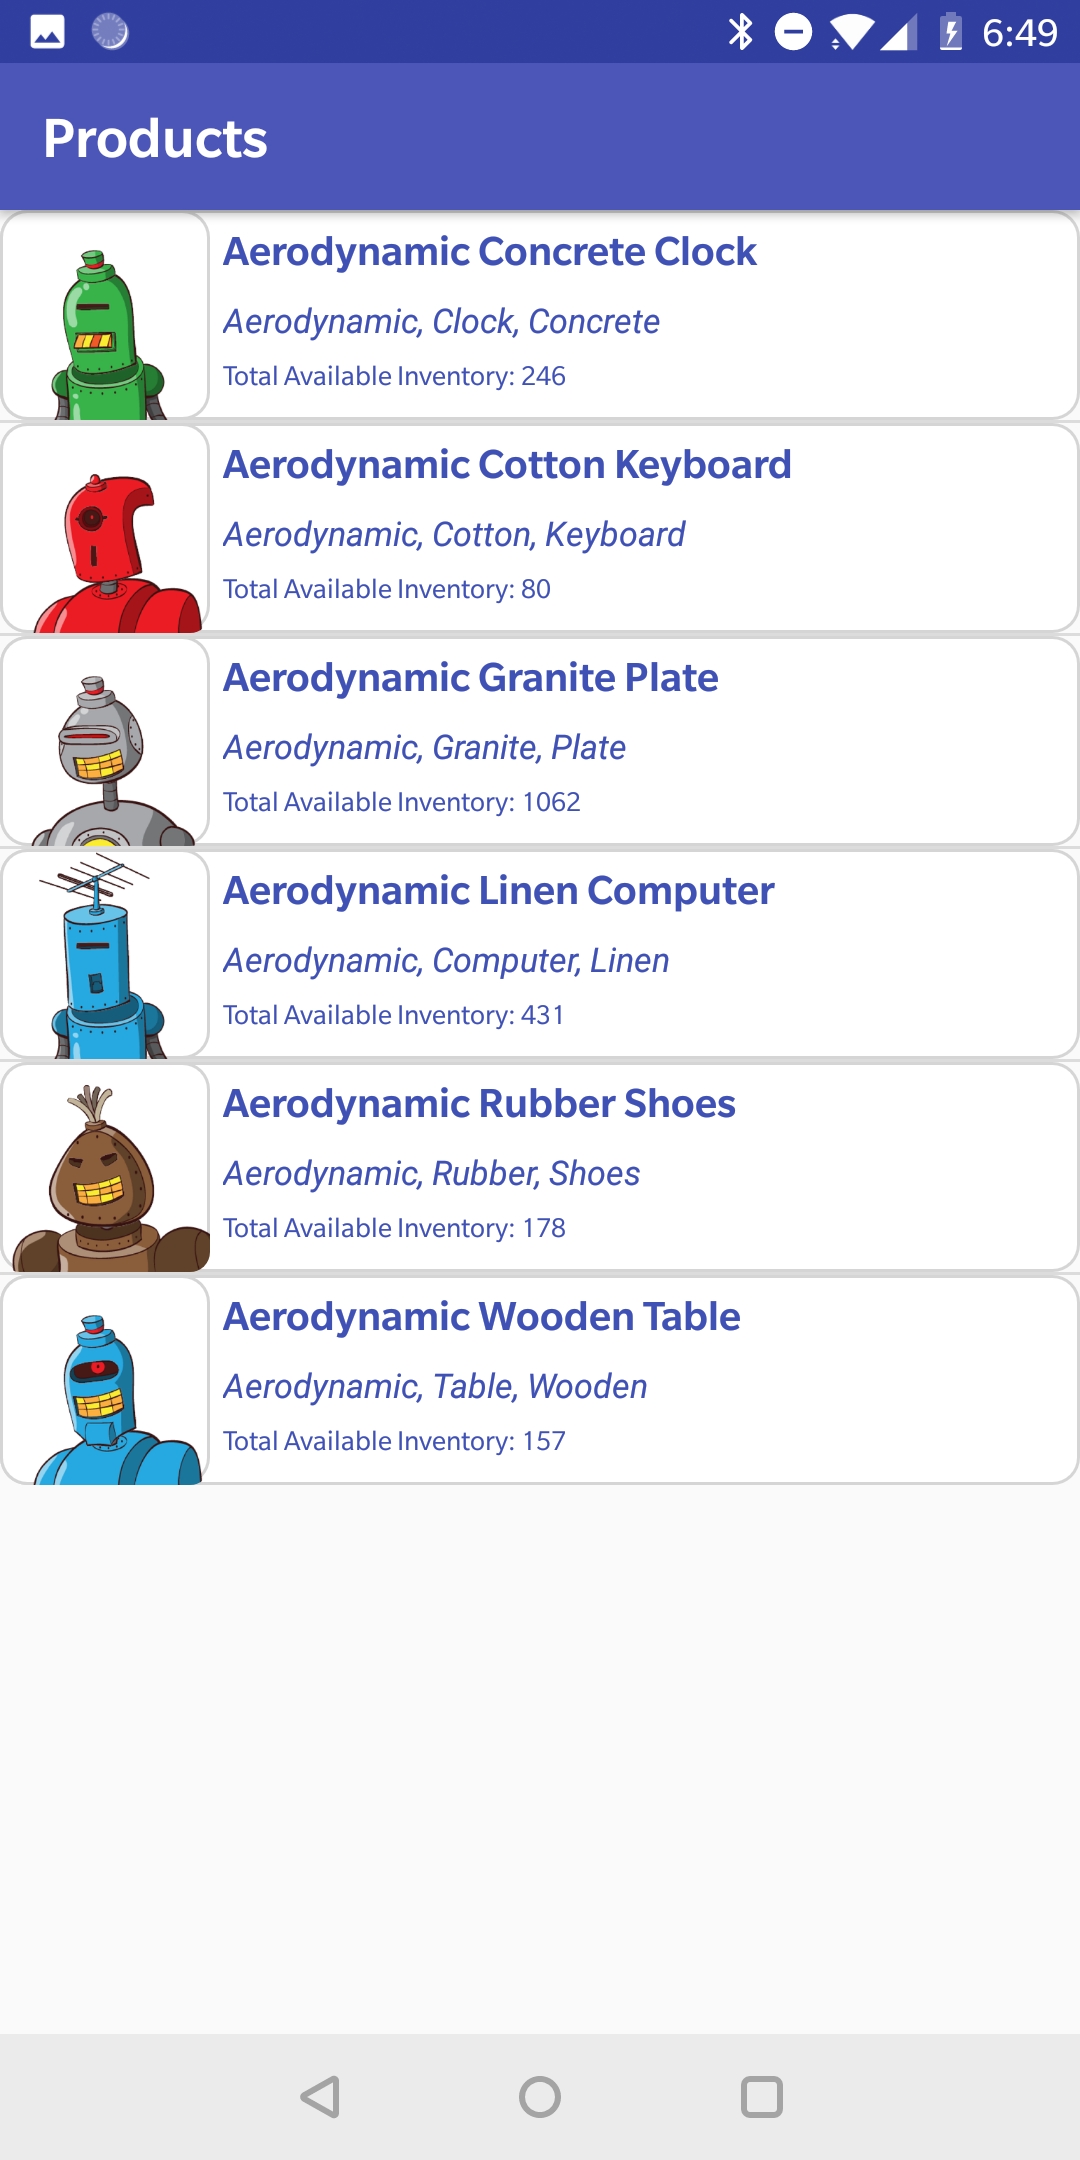 6:49
Products
Aerodynamic Concrete Clock
Aerodynamic, Clock, Concrete
Total Available Inventory: 246
Aerodynamic Cotton Keyboard
Aerodynamic, Cotton, Keyboard
Total Available Inventory: 80
Aerodynamic Granite Plate
Aerodynamic, Granite, Plate
Total Available Inventory: 1062
Aerodynamic Linen Computer
Aerodynamic, Computer, Linen
Total Available Inventory: 431
Aerodynamic Rubber Shoes
Aerodynamic, Rubber, Shoes
Total Available Inventory: 178
Aerodynamic Wooden Table
Aerodynamic, Table, Wooden
Total Available Inventory: 157